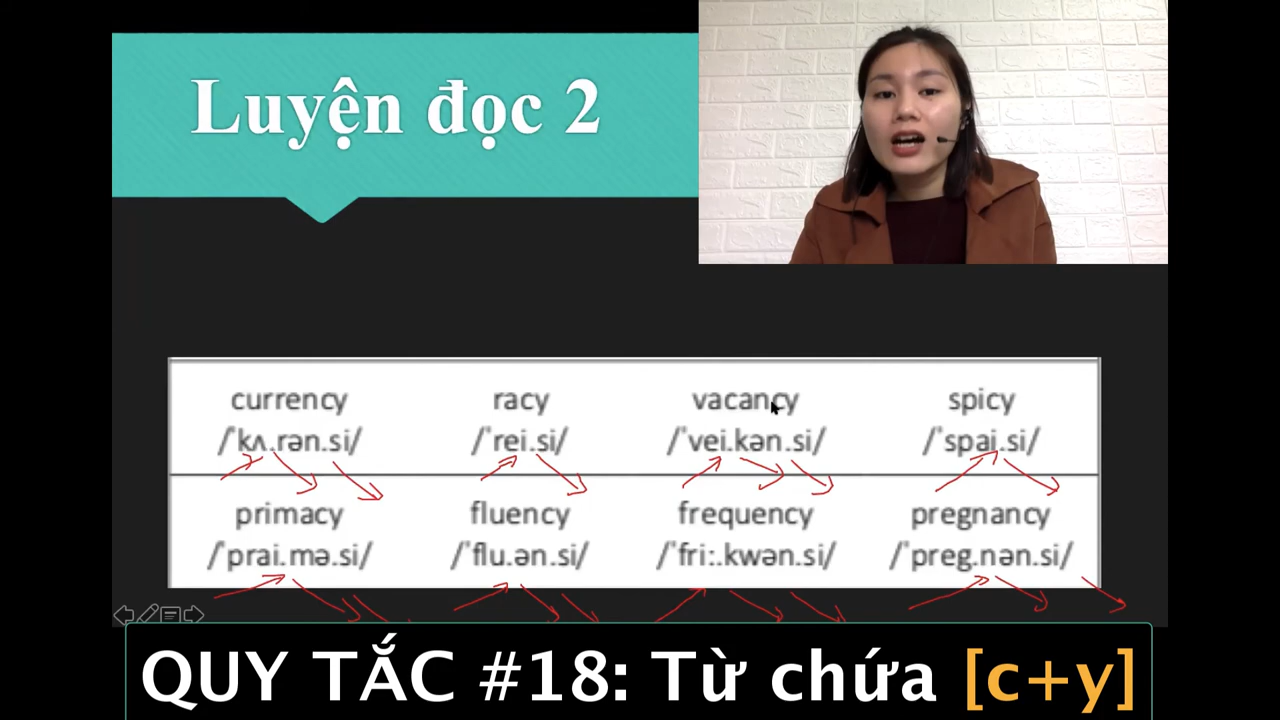 Luyện đọc 2
currency racy vacancy spicy
/ˈkʌ.rən.si/ /ˈrei.si/ /ˈvei.kən.si/ /ˈspai.si/
primacy fluency frequency pregnancy
/ˈprai.mə.si/ /ˈflu.ən.si/ /ˈfri:.kwən.si/ /ˈpreg.nən.si/
QUY TẮC #18: Từ chứa [c+y]